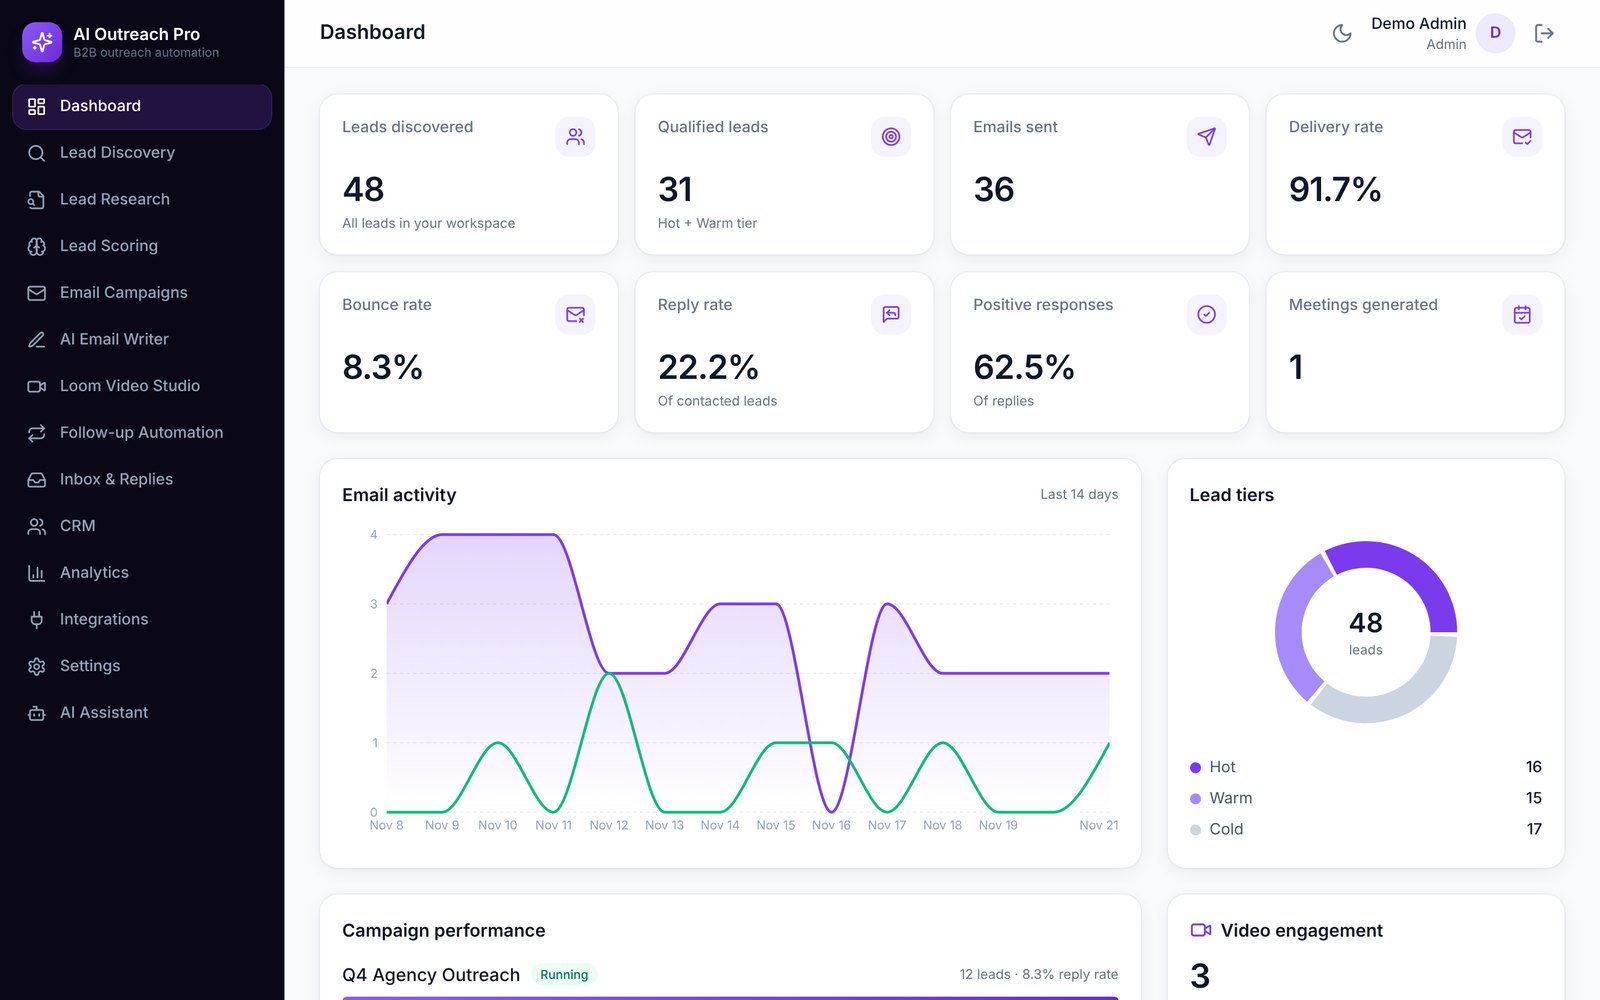 AI Outreach Pro
B2B outreach automation
Dashboard
Lead Discovery
Lead Research
Lead Scoring
Email Campaigns
AI Email Writer
Loom Video Studio
Follow-up Automation
Inbox & Replies
CRM
Analytics
Integrations
Settings
AI Assistant
Dashboard
Demo Admin
Admin
D
Leads discovered
48
All leads in your workspace
Qualified leads
31
Hot + Warm tier
Emails sent
36
Delivery rate
91.7%
Bounce rate
8.3%
Reply rate
22.2%
Of contacted leads
Positive responses
62.5%
Of replies
Meetings generated
1
Email activity
Last 14 days
4
3
2
1
0
Nov 8 Nov 9 Nov 10 Nov 11 Nov 12 Nov 13 Nov 14 Nov 15 Nov 16 Nov 17 Nov 18 Nov 19 Nov 21
Lead tiers
48
leads
Hot 16
Warm 15
Cold 17
Campaign performance
Q4 Agency Outreach Running 12 leads · 8.3% reply rate
Video engagement
3